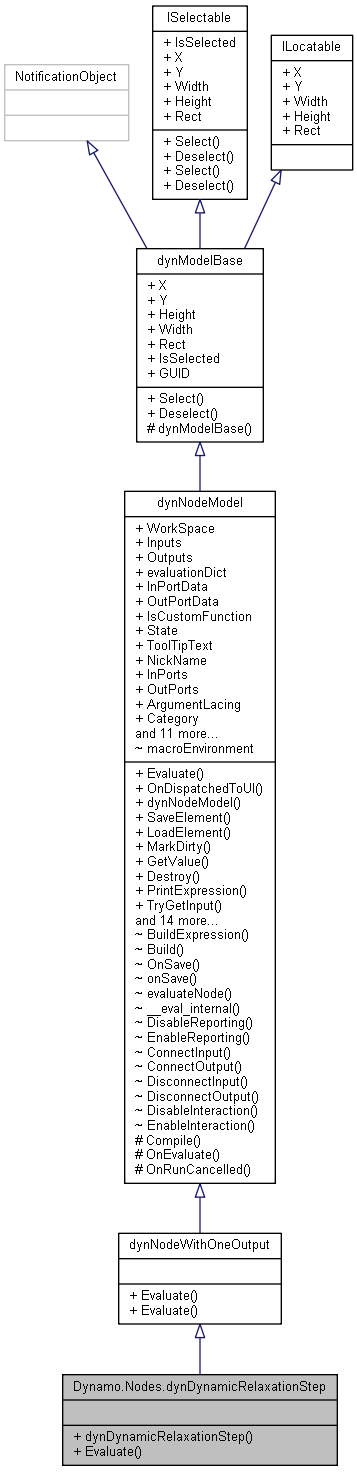 ISelectable
+ IsSelected
+ X
+ Y
+ Width
+ Height
+ Rect
+ Select()
+ Deselect()
+ Select()
+ Deselect()
ILocatable
+ X
+ Y
+ Width
+ Height
+ Rect
NotificationObject
dynModelBase
+ X
+ Y
+ Height
+ Width
+ Rect
+ IsSelected
+ GUID
+ Select()
+ Deselect()
# dynModelBase()
dynNodeModel
+ WorkSpace
+ Inputs
+ Outputs
+ evaluationDict
+ InPortData
+ OutPortData
+ IsCustomFunction
+ State
+ ToolTipText
+ NickName
+ InPorts
+ OutPorts
+ ArgumentLacing
+ Category
and 11 more...
~ macroEnvironment
+ Evaluate()
+ OnDispatchedToUI()
+ dynNodeModel()
+ SaveElement()
+ LoadElement()
+ MarkDirty()
+ GetValue()
+ Destroy()
+ PrintExpression()
+ TryGetInput()
and 14 more...
~ BuildExpression()
~ Build()
~ OnSave()
~ onSave()
~ evaluateNode()
~ __eval_internal()
~ DisableReporting()
~ EnableReporting()
~ ConnectInput()
~ ConnectOutput()
~ DisconnectInput()
~ DisconnectOutput()
~ DisableInteraction()
~ EnableInteraction()
# Compile()
# OnEvaluate()
# OnRunCancelled()
dynNodeWithOneOutput
+ Evaluate()
+ Evaluate()
Dynamo.Nodes.dynDynamicRelaxationStep
+ dynDynamicRelaxationStep()
+ Evaluate()